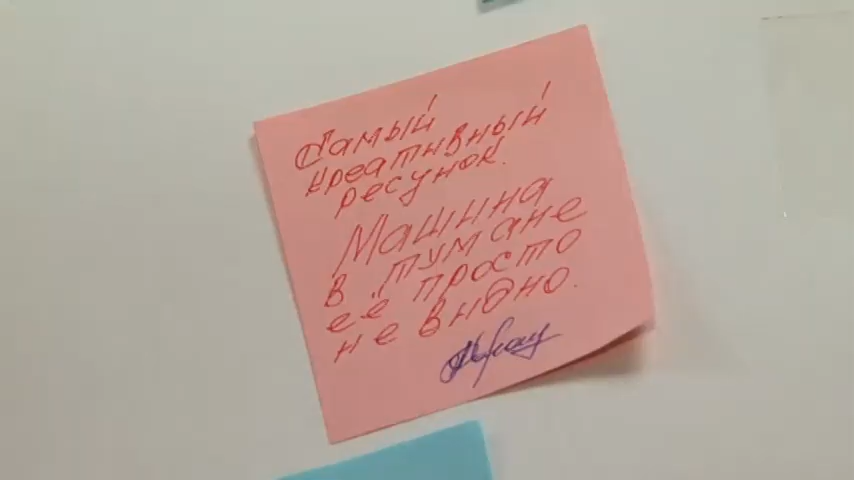 Самый
креативный
ресунок.
Машина
в тумане
её просто
не видно.